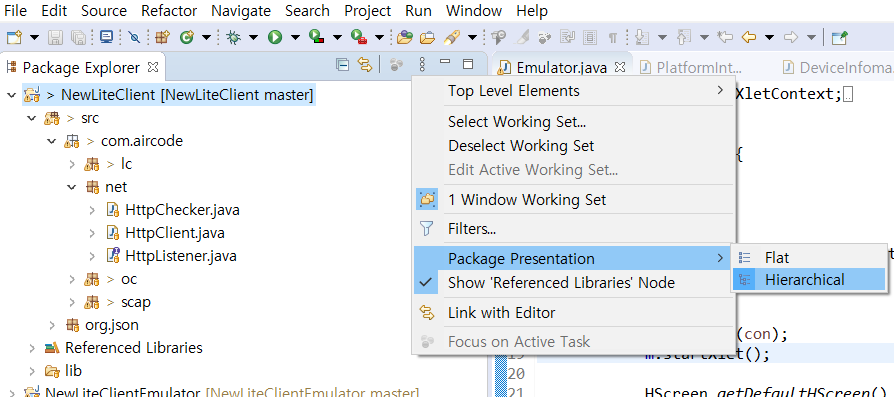 File Edit Source Refactor Navigate Search Project Run Window Help
Package Explorer
Emulator.java
PlatformInt...
DeviceInfoma...
> NewLiteClient [NewLiteClient master]
> src
> com.aircode
> lc
net
HttpChecker.java
HttpClient.java
HttpListener.java
> oc
> scap
> org.json
Referenced Libraries
> lib
NewLiteClientEmulator [NewLiteClientEmulator master]
Top Level Elements
Select Working Set...
Deselect Working Set
Edit Active Working Set...
1 Window Working Set
Filters...
Package Presentation
Show 'Referenced Libraries' Node
Link with Editor
Focus on Active Task
Flat
Hierarchical
XletContext;
{
t
(con);
19 m.startXlet();
20
21 HScreen.getDefaultHScreen()